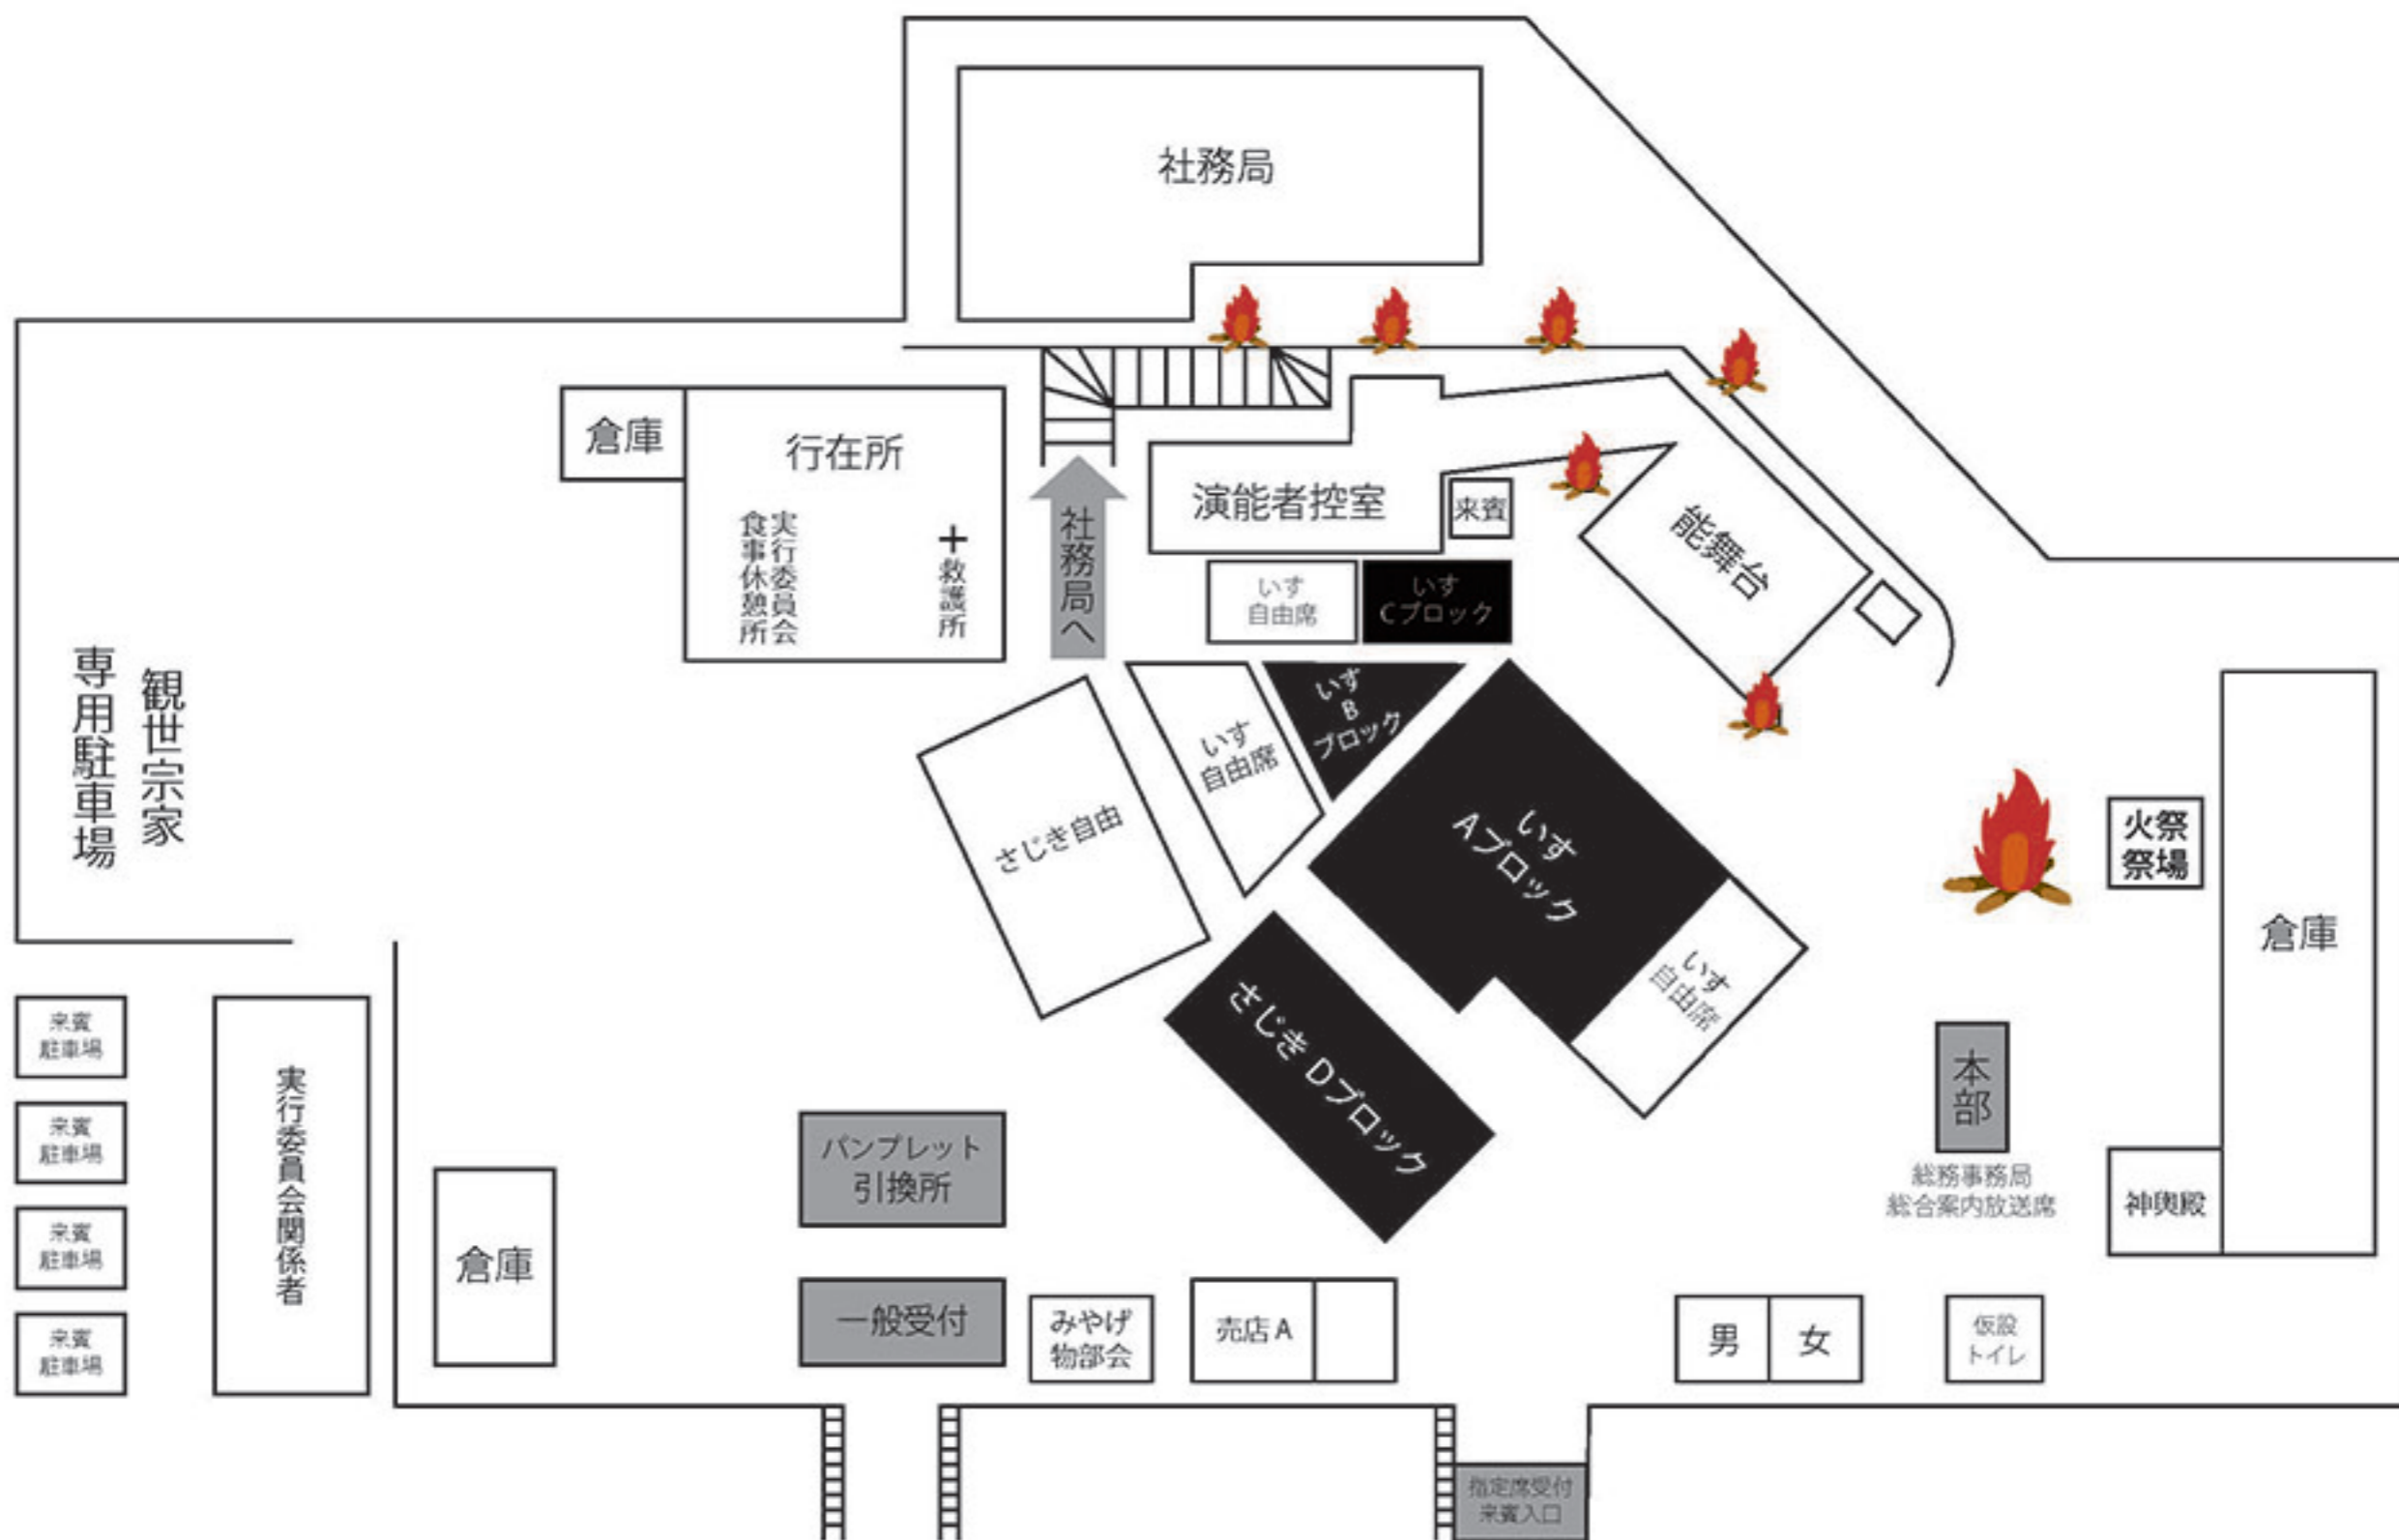 社務局
倉庫
行在所
実行委員会
食事休憩所
救護所
社務局へ
演能者控室
来賓
能舞台
いす
自由席
いす
Cブロック
観世宗家
専用駐車場
さじき自由
いす
自由席
いす
B
ブロック
いす
Aブロック
いす
自由席
さじき Dブロック
火祭
祭場
倉庫
本部
総務事務局
総合案内放送席
神輿殿
来賓
駐車場
来賓
駐車場
来賓
駐車場
来賓
駐車場
実行委員会関係者
倉庫
パンプレット
引換所
一般受付
みやげ
物部会
売店A
男
女
仮設
トイレ
指定席受付
来賓入口